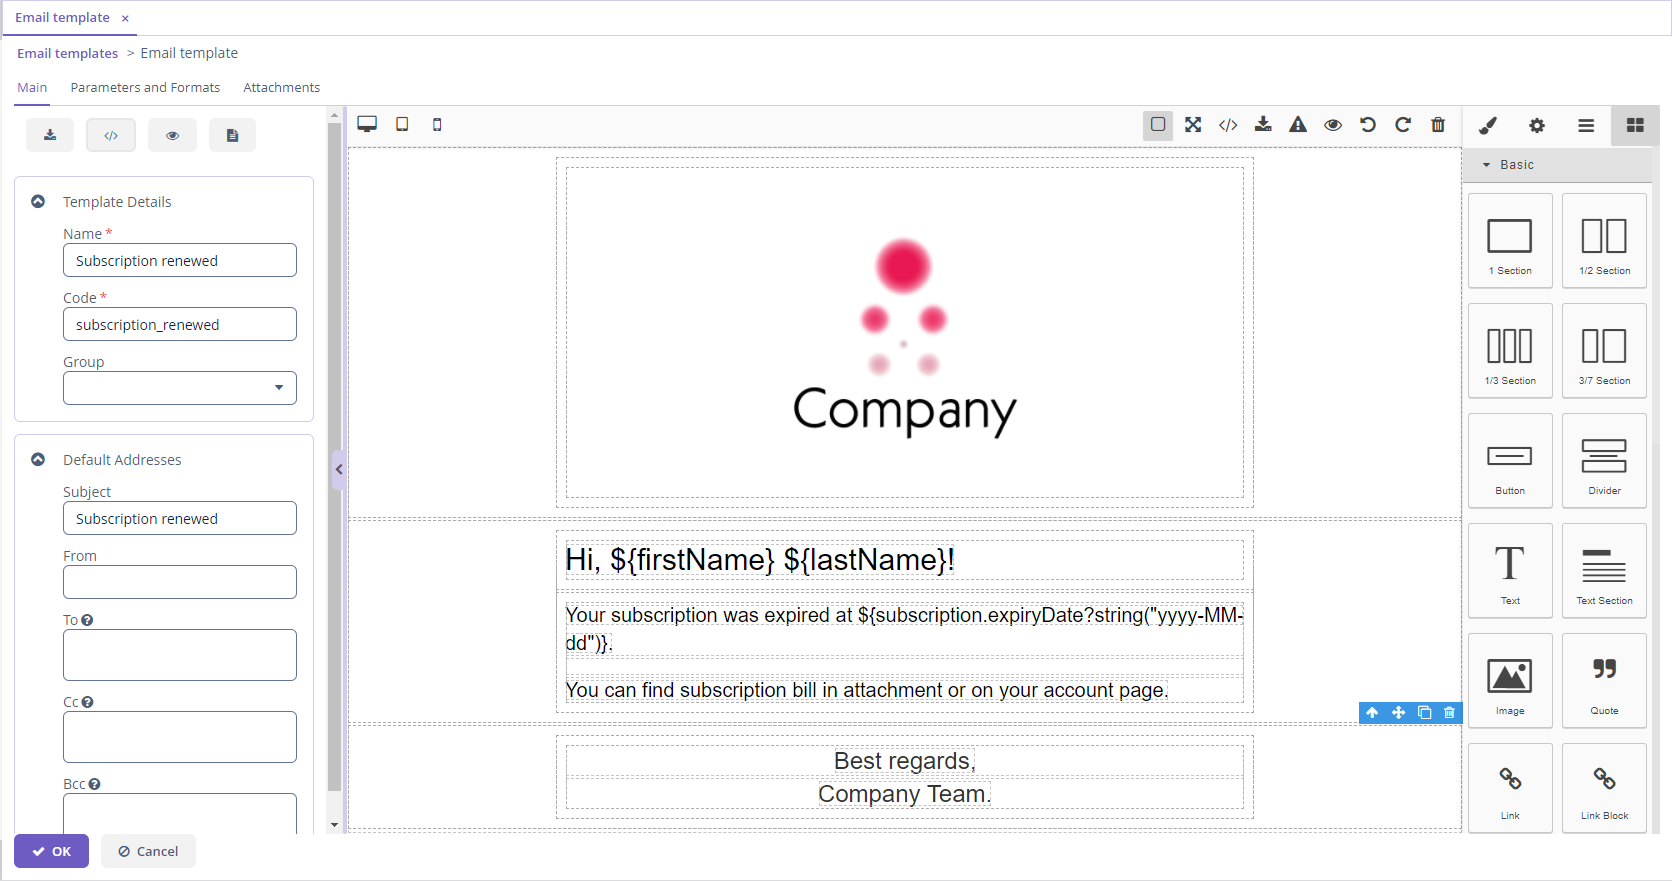 Email template ×
Email templates > Email template
Main Parameters and Formats Attachments
Template Details
Name *
Subscription renewed
Code *
subscription_renewed
Group
Default Addresses
Subject
Subscription renewed
From
To
Cc
Bcc
OK Cancel
Company
Hi, ${firstName} ${lastName}!
Your subscription was expired at ${subscription.expiryDate?string("yyyy-MM-
dd")}.
You can find subscription bill in attachment or on your account page.
Best regards,
Company Team.
Basic
1 Section 1/2 Section
1/3 Section 3/7 Section
Button Divider
Text Text Section
Image Quote
Link Link Block